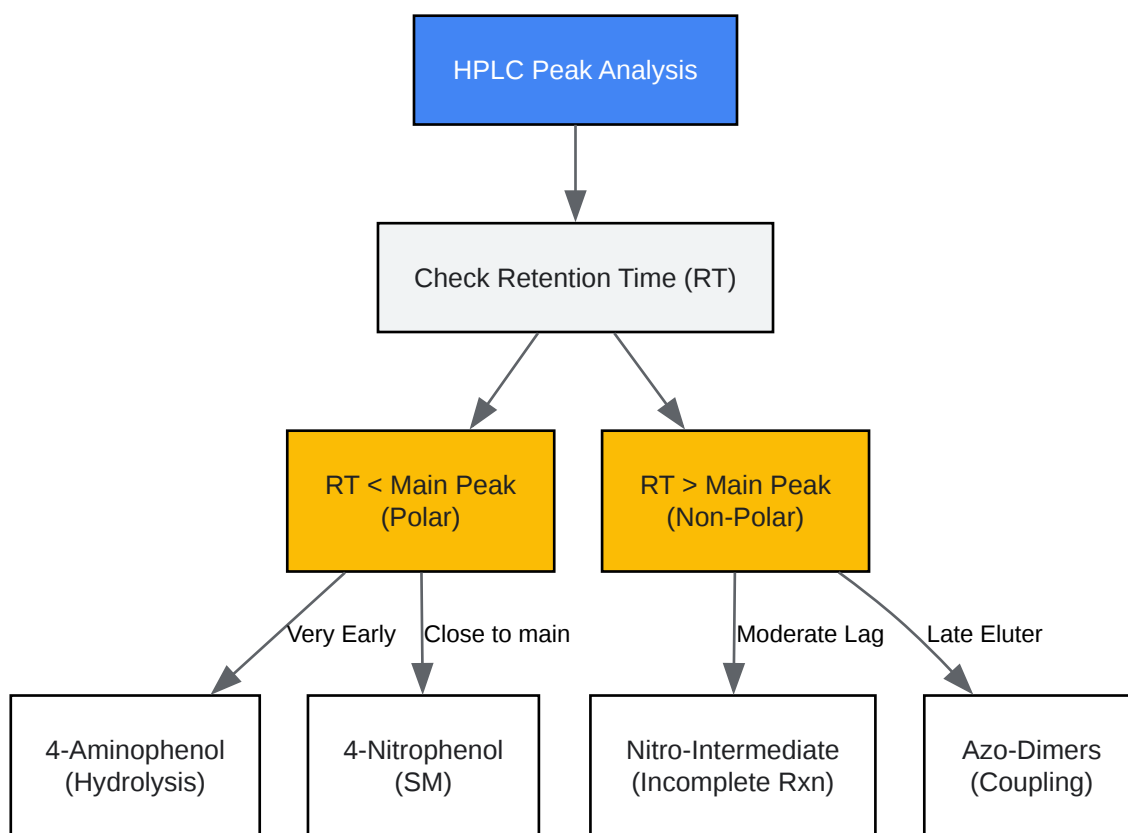 HPLC Peak Analysis
Check Retention Time (RT)
RT < Main Peak
(Polar)
RT > Main Peak
(Non-Polar)
Very Early
Close to main
Moderate Lag
Late Eluter
4-Aminophenol
(Hydrolysis)
4-Nitrophenol
(SM)
Nitro-Intermediate
(Incomplete Rxn)
Azo-Dimers
(Coupling)